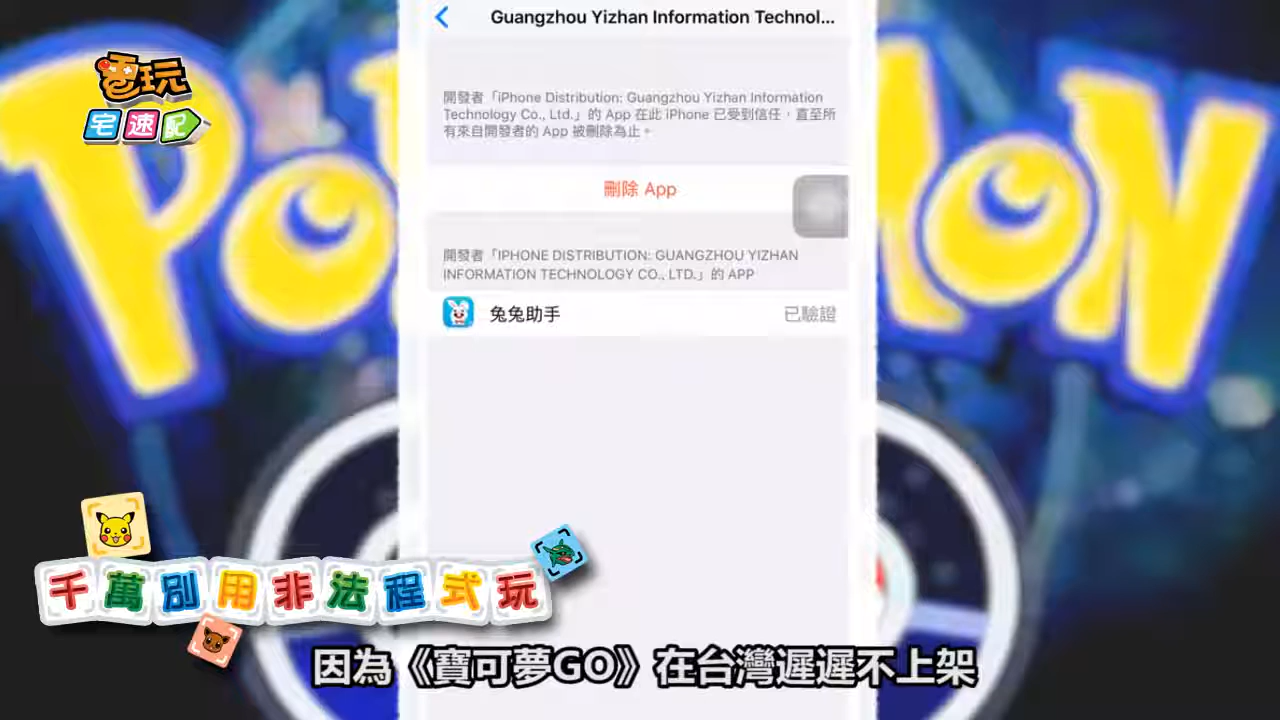 電玩
宅速配
POKÉMON
Guangzhou Yizhan Information Technol...
開發者「iPhone Distribution: Guangzhou Yizhan Information
Technology Co., Ltd.」的 App 在此 iPhone 已受到信任，直至所
有來自開發者的 App 被刪除為止。
刪除 App
開發者「IPHONE DISTRIBUTION: GUANGZHOU YIZHAN
INFORMATION TECHNOLOGY CO., LTD.」的 APP
兔兔助手 已驗證
千萬別用非法程式玩
因為《寶可夢GO》在台灣遲遲不上架